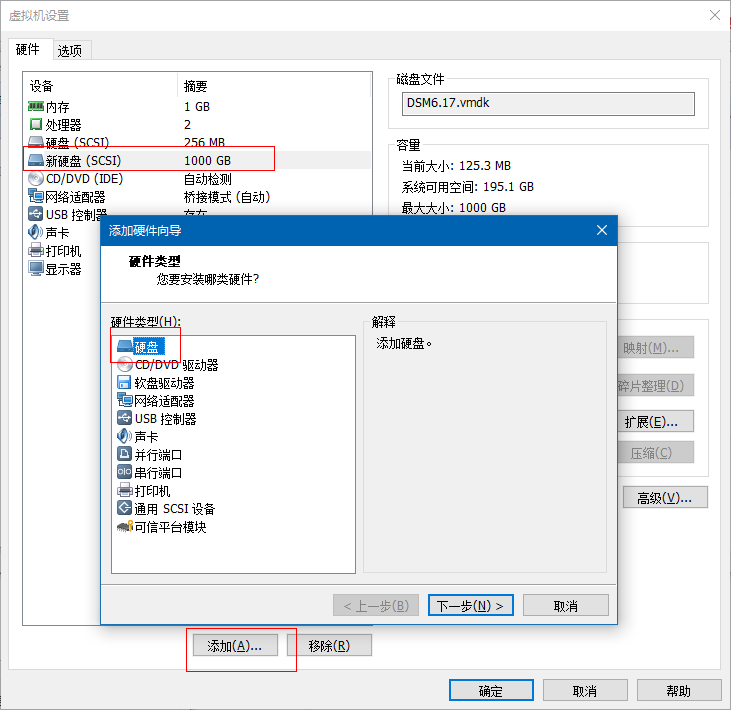 虚拟机设置
硬件 选项
设备 摘要
内存 1 GB
处理器 2
硬盘 (SCSI) 256 MB
新硬盘 (SCSI) 1000 GB
CD/DVD (IDE) 自动检测
网络适配器 桥接模式 (自动)
USB 控制器 存在
声卡
打印机
显示器
磁盘文件
DSM6.17.vmdk
容量
当前大小: 125.3 MB
系统可用空间: 195.1 GB
最大大小: 1000 GB
映射(M)...
碎片整理(D)
扩展(E)...
压缩(C)
高级(V)...
添加硬件向导
硬件类型
您要安装哪类硬件?
硬件类型(H):
硬盘
CD/DVD 驱动器
软盘驱动器
网络适配器
USB 控制器
声卡
并行端口
串行端口
打印机
通用 SCSI 设备
可信平台模块
解释
添加硬盘。
< 上一步(B) 下一步(N) > 取消
添加(A)... 移除(R)
确定 取消 帮助